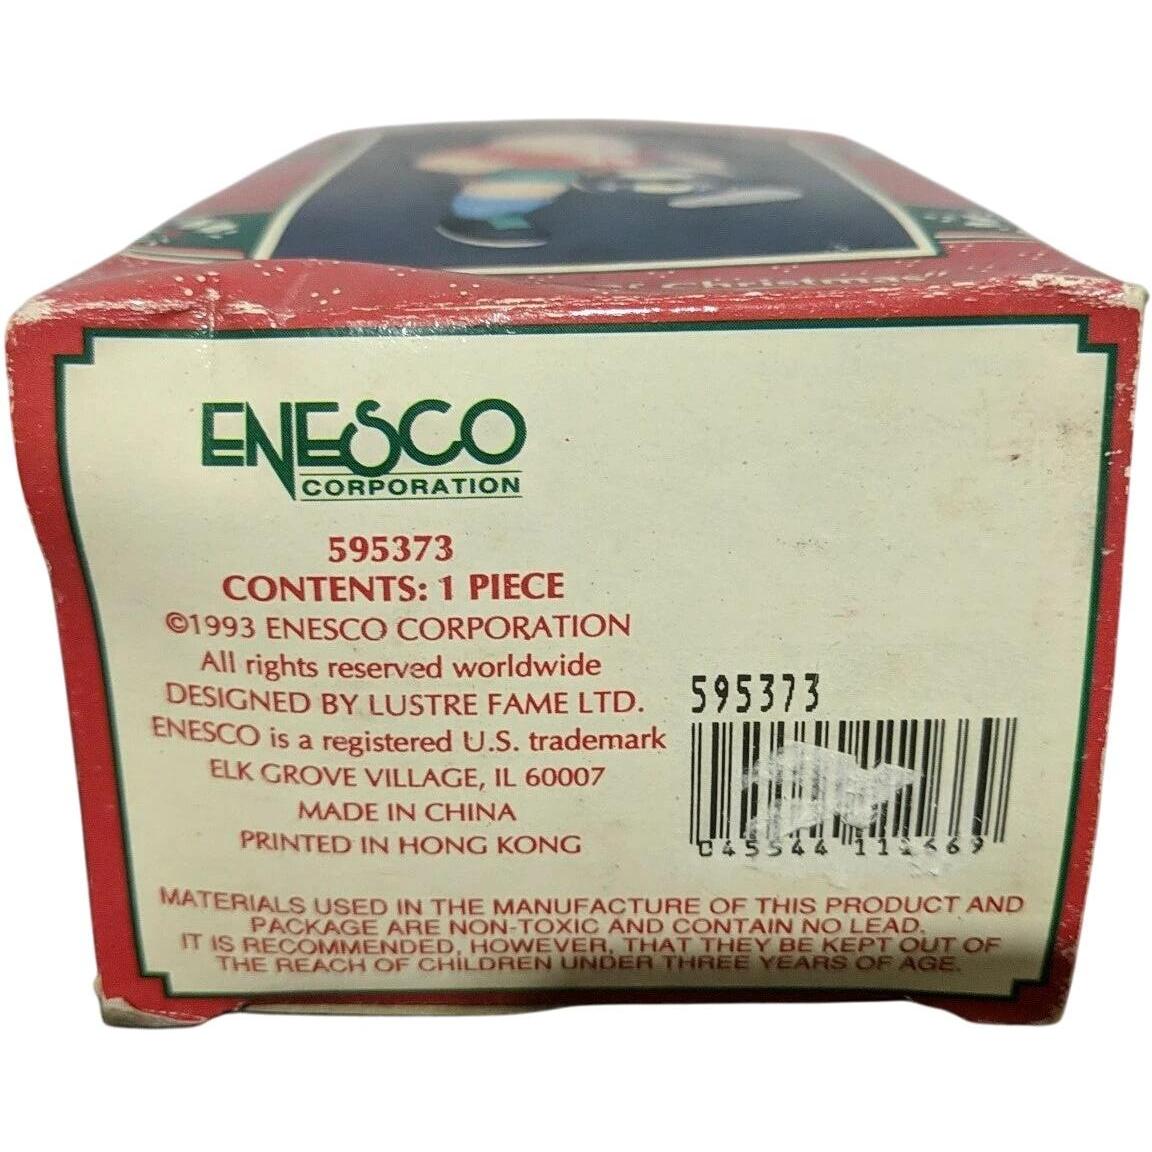 Christmas"
ENESCO
CORPORATION
595373
CONTENTS: 1 PIECE
©1993 ENESCO CORPORATION
All rights reserved worldwide
DESIGNED BY LUSTRE FAME LTD.
ENESCO is a registered U.S. trademark
ELK GROVE VILLAGE, IL 60007
MADE IN CHINA
PRINTED IN HONG KONG
595373
45544
MATERIALS USED IN THE MANUFACTURE OF THIS PRODUCT AND
PACKAGE ARE NON-TOXIC AND CONTAIN NO LEAD.
IT IS RECOMMENDED, HOWEVER, THAT THEY BE KEPT OUT OF
THE REACH OF CHILDREN UNDER THREE YEARS OF AGE.